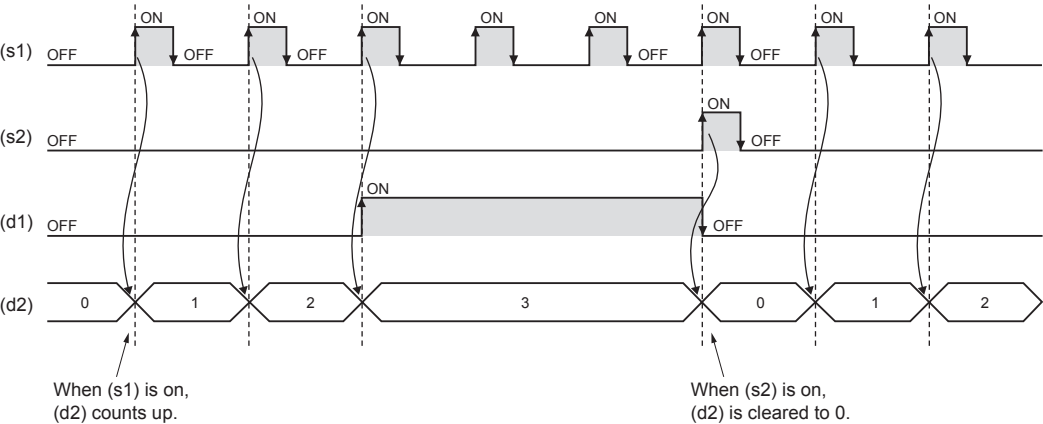 ON ON ON ON ON ON ON ON
(s1) OFF OFF OFF OFF OFF OFF
ON
(s2) OFF OFF
ON
(d1) OFF OFF
(d2) 0 1 2 3 0 1 2
When (s1) is on,
(d2) counts up.
When (s2) is on,
(d2) is cleared to 0.